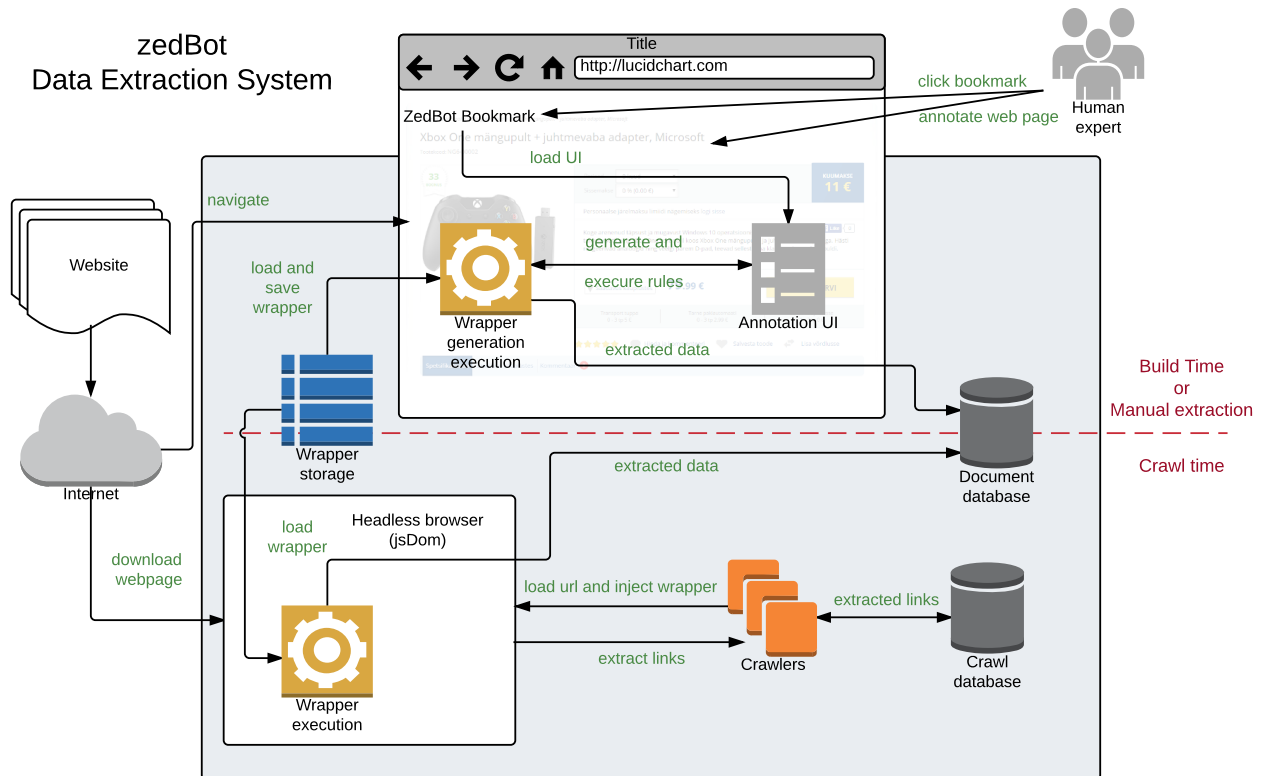 zedBot
Data Extraction System
Title
http://lucidchart.com
click bookmark
annotate web page
Human
expert
ZedBot Bookmark
Xbox One mängupult + juhtmevaba adapter, Microsoft
load UI
33
11 €
navigate
Website
load and
save
wrapper
generate and
execure rules
Wrapper
generation
execution
Annotation UI
extracted data
Build Time
or
Manual extraction
Wrapper
storage
extracted data
Crawl time
Document
database
Internet
load
wrapper
Headless browser
(jsDom)
download
webpage
load url and inject wrapper
extracted links
extract links
Crawlers
Crawl
database
Wrapper
execution